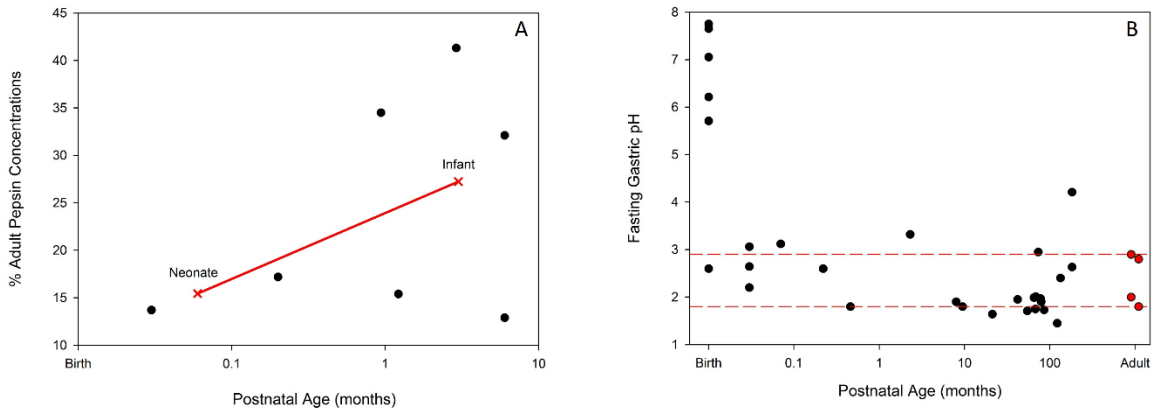 A
% Adult Pepsin Concentrations
45
40
35
30
25
20
15
10
Infant
Neonate
Birth 0.1 1 10
Postnatal Age (months)
B
Fasting Gastric pH
8
7
6
5
4
3
2
1
Birth 0.1 1 10 100 Adult
Postnatal Age (months)